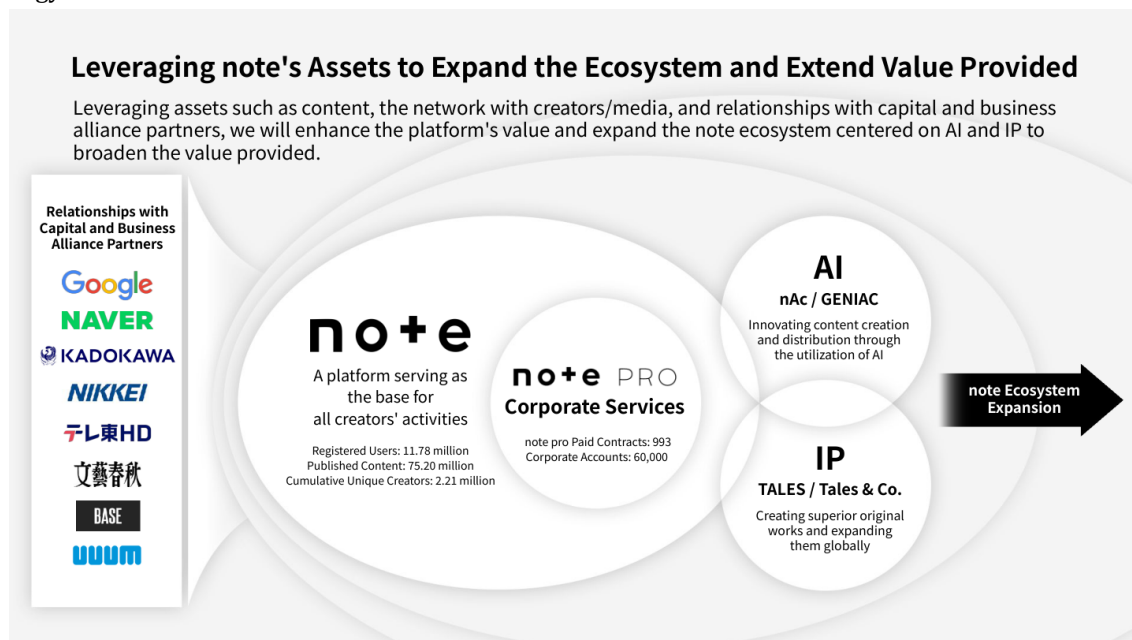 Leveraging note's Assets to Expand the Ecosystem and Extend Value Provided
Leveraging assets such as content, the network with creators/media, and relationships with capital and business
alliance partners, we will enhance the platform's value and expand the note ecosystem centered on AI and IP to
broaden the value provided.
Relationships with
Capital and Business
Alliance Partners
Google
NAVER
KADOKAWA
NIKKEI
テレ東HD
文藝春秋
BASE
UUUM
note
A platform serving as
the base for
all creators' activities
Registered Users: 11.78 million
Published Content: 75.20 million
Cumulative Unique Creators: 2.21 million
note PRO
Corporate Services
note pro Paid Contracts: 993
Corporate Accounts: 60,000
AI
nAc / GENIAC
Innovating content creation
and distribution through
the utilization of AI
IP
TALES / Tales & Co.
Creating superior original
works and expanding
them globally
note Ecosystem
Expansion